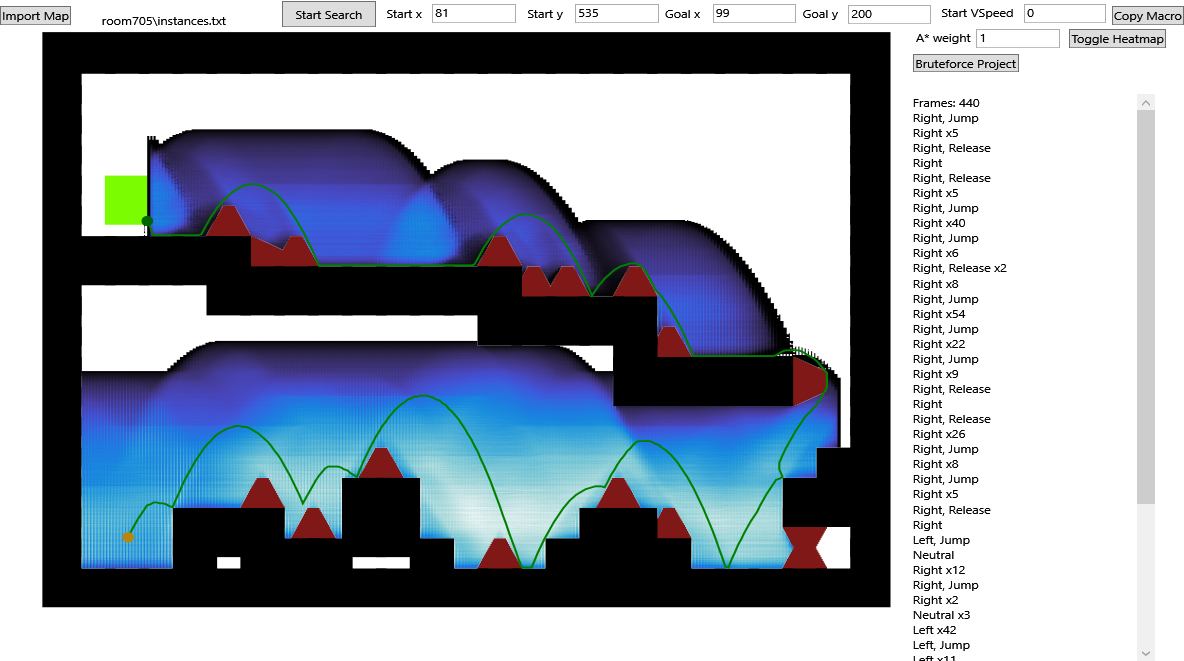 Import Map
room705\instances.txt
Start Search
Start x 81
Start y 535
Goal x 99
Goal y 200
Start VSpeed 0
Copy Macro
A* weight 1
Toggle Heatmap
Bruteforce Project
Frames: 440
Right, Jump
Right x5
Right, Release
Right
Right, Release
Right x5
Right, Jump
Right x40
Right, Jump
Right x6
Right, Release x2
Right x8
Right, Jump
Right x54
Right, Jump
Right x22
Right, Jump
Right x9
Right, Release
Right
Right, Release
Right x26
Right, Jump
Right x8
Right, Jump
Right x5
Right, Release
Right
Left, Jump
Neutral
Right x12
Right, Jump
Right x2
Neutral x3
Left x42
Left, Jump
Left x11